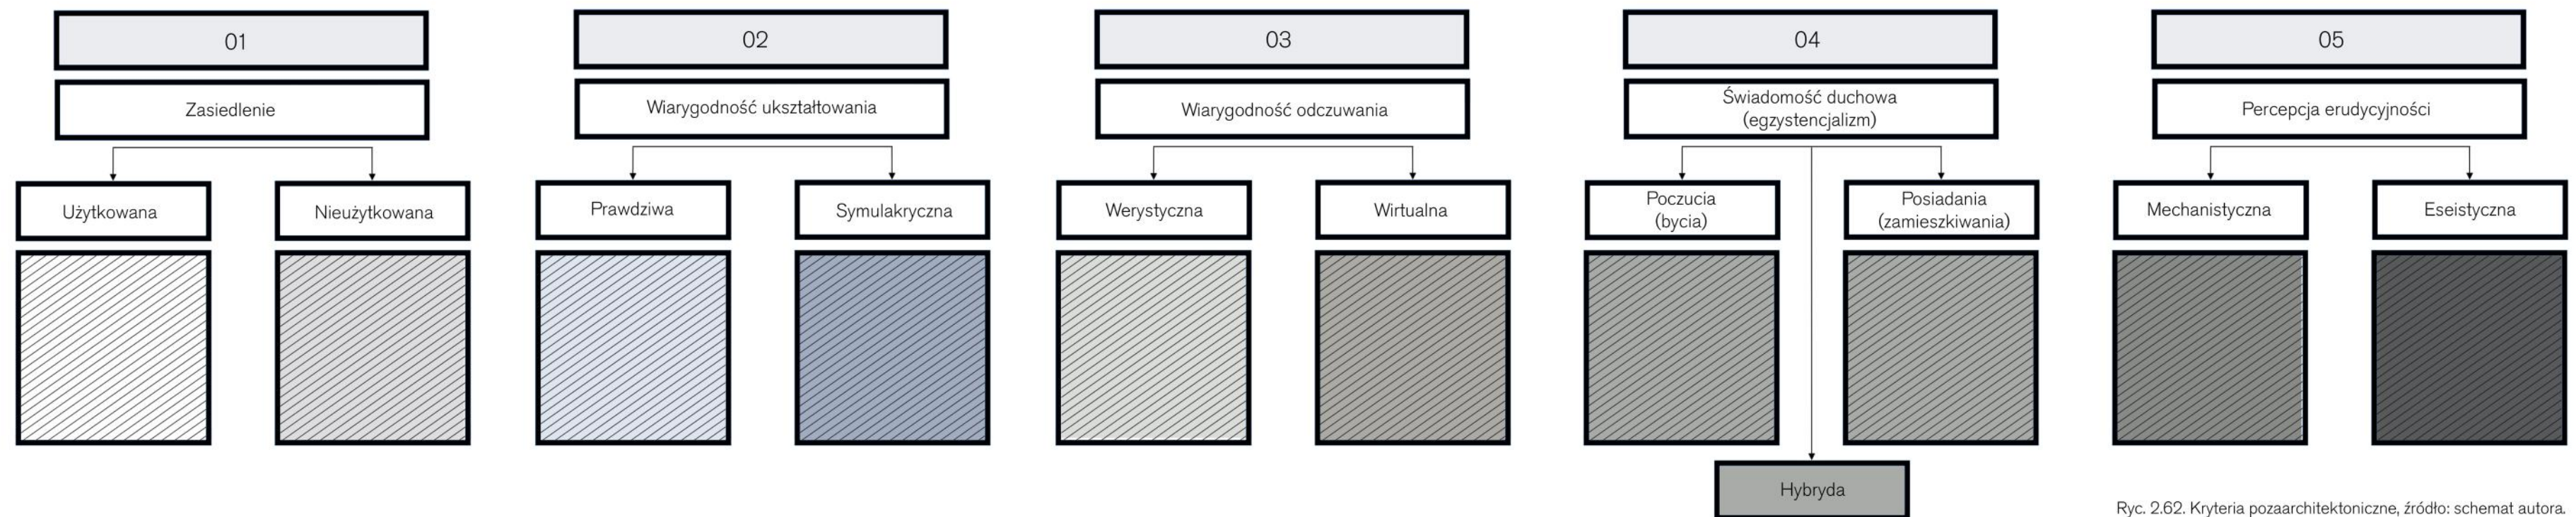 01
02
03
04
05
Zasiedlenie
Wiarygodność ukształtowania
Wiarygodność odczuwania
Świadomość duchowa
(egzystencjalizm)
Percepcja erudycyjności
Użytkowana
Nieużytkowana
Prawdziwa
Symulakryczna
Werystyczna
Wirtualna
Poczucia
(bycia)
Posiadania
(zamieszkiwania)
Mechanistyczna
Eseistyczna
Hybryda
Ryc. 2.62. Kryteria pozaarchitektoniczne, źródło: schemat autora.